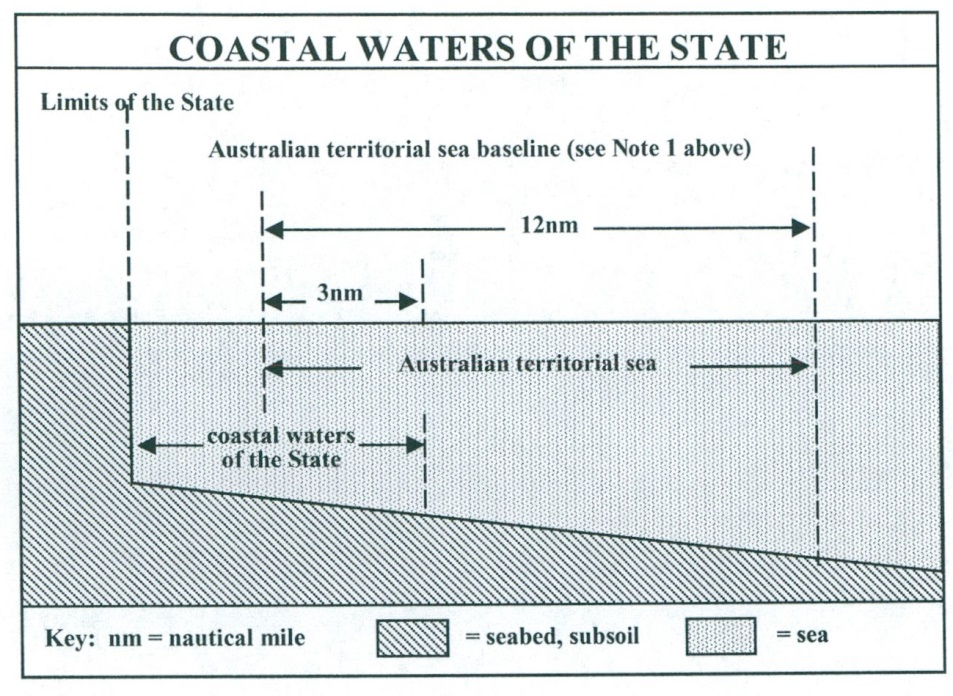 COASTAL WATERS OF THE STATE
Limits of the State
Australian territorial sea baseline (see Note 1 above)
12nm
3nm
Australian territorial sea
coastal waters
of the State
Key: nm = nautical mile
= seabed, subsoil
= sea